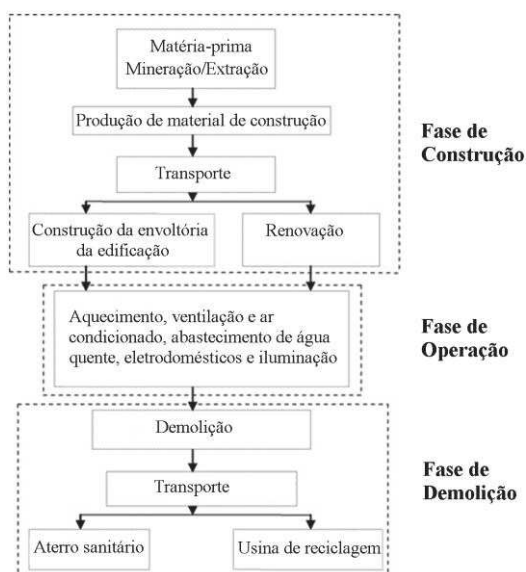 Matéria-prima
Mineração/Extração
Produção de material de construção
Transporte
Construção da envoltória
da edificação
Renovação
Fase de
Construção
Aquecimento, ventilação e ar
condicionado, abastecimento de água
quente, eletrodomésticos e iluminação
Fase de
Operação
Demolição
Transporte
Aterro sanitário
Usina de reciclagem
Fase de
Demolição